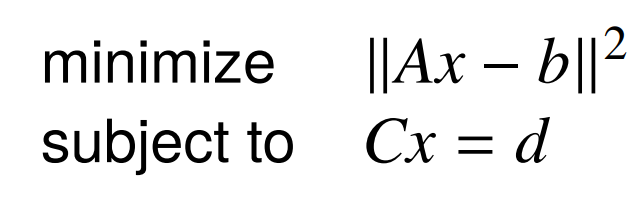 minimize ‖Ax − b‖²
subject to Cx = d